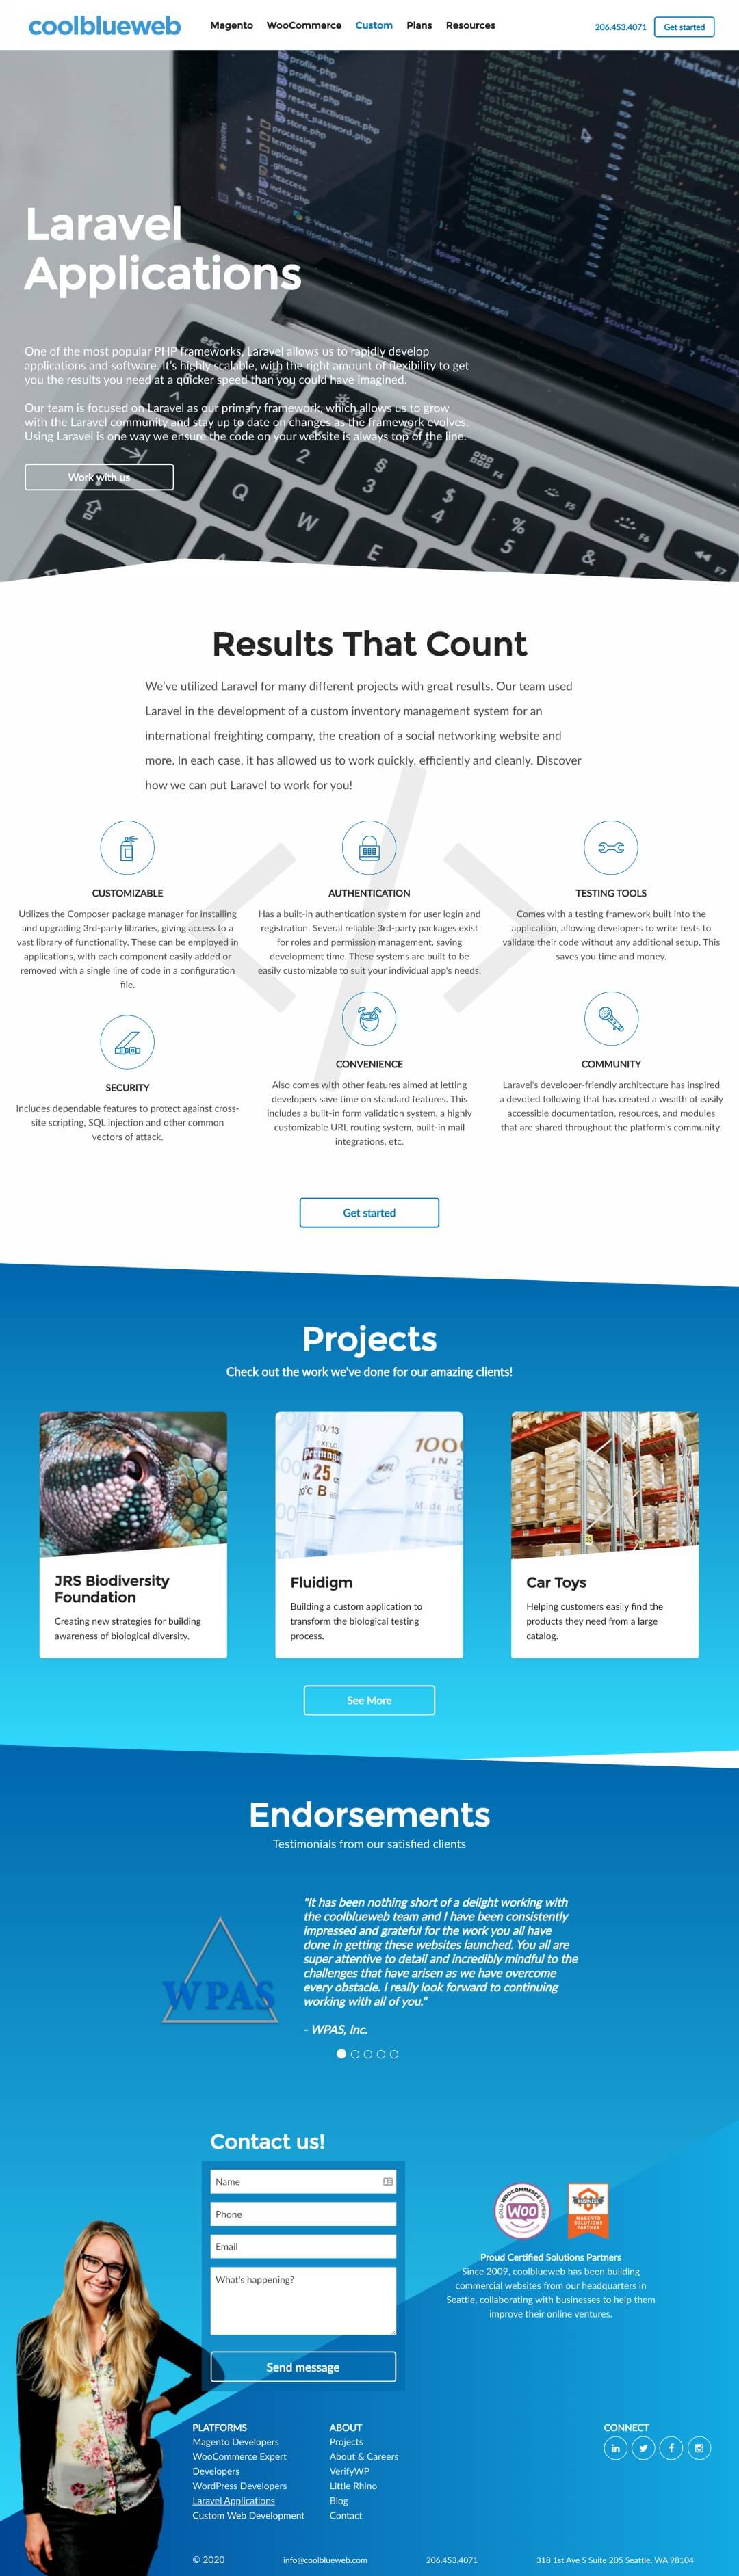 coolblueweb
Magento WooCommerce Custom Plans Resources
206.453.4071 Get started
Laravel
Applications
One of the most popular PHP frameworks, Laravel allows us to rapidly develop
applications and software. It's highly scalable, with the right amount of flexibility to get
you the results you need at a quicker speed than you could have imagined.
Our team is focused on Laravel as our primary framework, which allows us to grow
with the Laravel community and stay up to date on changes as the framework evolves.
Using Laravel is one way we ensure the code on your website is always top of the line.
Work with us
Results That Count
We've utilized Laravel for many different projects with great results. Our team used
Laravel in the development of a custom inventory management system for an
international freighting company, the creation of a social networking website and
more. In each case, it has allowed us to work quickly, efficiently and cleanly. Discover
how we can put Laravel to work for you!
CUSTOMIZABLE
Utilizes the Composer package manager for installing
and upgrading 3rd-party libraries, giving access to a
vast library of functionality. These can be employed in
applications, with each component easily added or
removed with a single line of code in a configuration
file.
AUTHENTICATION
Has a built-in authentication system for user login and
registration. Several reliable 3rd-party packages exist
for roles and permission management, saving
development time. These systems are built to be
easily customizable to suit your individual app's needs.
TESTING TOOLS
Comes with a testing framework built into the
application, allowing developers to write tests to
validate their code without any additional setup. This
saves you time and money.
SECURITY
Includes dependable features to protect against cross-
site scripting, SQL injection and other common
vectors of attack.
CONVENIENCE
Also comes with other features aimed at letting
developers save time on standard features. This
includes a built-in form validation system, a highly
customizable URL routing system, built-in mail
integrations, etc.
COMMUNITY
Laravel's developer-friendly architecture has inspired
a devoted following that has created a wealth of easily
accessible documentation, resources, and modules
that are shared throughout the platform's community.
Get started
Projects
Check out the work we've done for our amazing clients!
JRS Biodiversity
Foundation
Creating new strategies for building
awareness of biological diversity.
Fluidigm
Building a custom application to
transform the biological testing
process.
Car Toys
Helping customers easily find the
products they need from a large
catalog.
See More
Endorsements
Testimonials from our satisfied clients
WPAS
"It has been nothing short of a delight working with
the coolblueweb team and I have been consistently
impressed and grateful for the work you all have
done in getting these websites launched. You all are
super attentive to detail and incredibly mindful to the
challenges that have arisen as we have overcome
every obstacle. I really look forward to continuing
working with all of you."
- WPAS, Inc.
Contact us!
Name
Phone
Email
What's happening?
Send message
GOLD WOOCOMMERCE EXPERT
WOO
BUSINESS
MAGENTO
SOLUTIONS
PARTNER
Proud Certified Solutions Partners
Since 2009, coolblueweb has been building
commercial websites from our headquarters in
Seattle, collaborating with businesses to help them
improve their online ventures.
PLATFORMS
Magento Developers
WooCommerce Expert
Developers
WordPress Developers
Laravel Applications
Custom Web Development
ABOUT
Projects
About & Careers
VerifyWP
Little Rhino
Blog
Contact
CONNECT
© 2020 info@coolblueweb.com 206.453.4071 318 1st Ave S Suite 205 Seattle, WA 98104